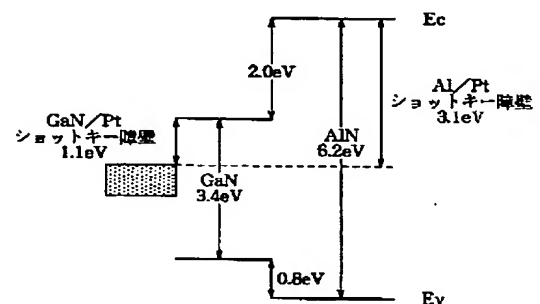 Ec
2.0eV
GaN/Pt
ショットキー障壁
1.1eV
Al/Pt
ショットキー障壁
3.1eV
AlN
6.2eV
GaN
3.4eV
0.8eV
Ev